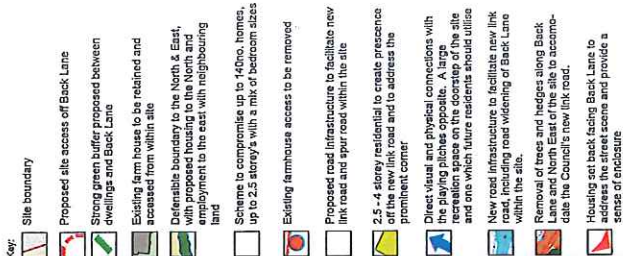 Key:
Site boundary
Proposed site access off Back Lane
Strong green buffer proposed between
dwellings and Back Lane
Existing farm house to be retained and
accessed from within site
Defensible boundary to the North & East,
with proposed housing to the North and
employment to the east with neighbouring
land
Scheme to compromise up to 140no. homes,
up to 2.5 storey's with a mix of bedroom sizes
Existing farmhouse access to be removed
Proposed road infrastructure to facilitate new
link road and spur road within the site
2.5 - 4 storey residential to create prescence
off the new link road and to address the
prominent corner
Direct visual and physical connections with
the playing pitches opposite. A large
recreation space on the doorstep of the site
and one which future residents should utilise
New road infrastructure to facilitate new link
road, including road widening of Back Lane
within the site.
Removal of trees and hedges along Back
Lane and North East of the site to accomo-
date the Council's new link road.
Housing set back facing Back Lane to
address the street scene and provide a
sense of enclosure